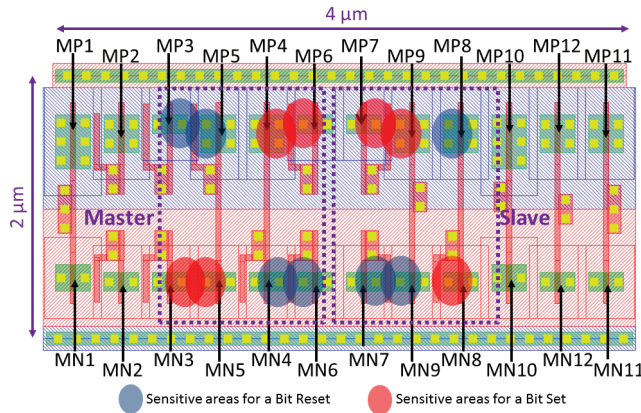 4 µm
MP1 MP2 MP3 MP5 MP4 MP6 MP7 MP9 MP8 MP10 MP12 MP11
2 µm
Master Slave
MN1 MN2 MN3 MN5 MN4 MN6 MN7 MN9 MN8 MN10 MN12 MN11
Sensitive areas for a Bit Reset Sensitive areas for a Bit Set